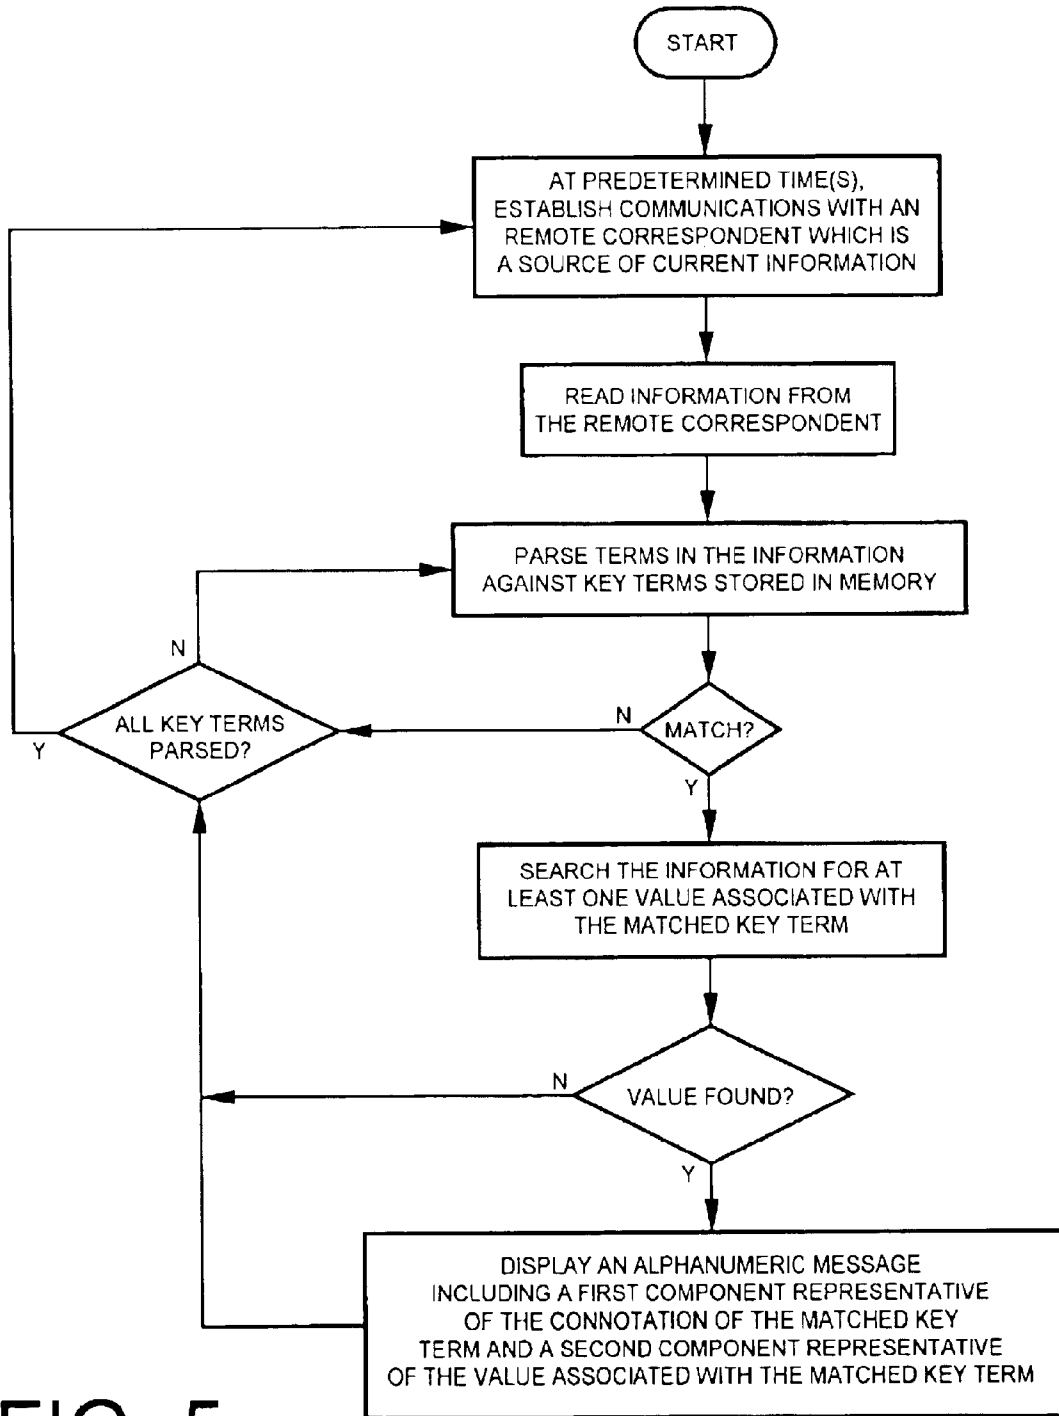 START
AT PREDETERMINED TIME(S),
ESTABLISH COMMUNICATIONS WITH AN
REMOTE CORRESPONDENT WHICH IS
A SOURCE OF CURRENT INFORMATION
READ INFORMATION FROM
THE REMOTE CORRESPONDENT
PARSE TERMS IN THE INFORMATION
AGAINST KEY TERMS STORED IN MEMORY
N
ALL KEY TERMS
PARSED?
Y
N
MATCH?
Y
SEARCH THE INFORMATION FOR AT
LEAST ONE VALUE ASSOCIATED WITH
THE MATCHED KEY TERM
N
VALUE FOUND?
Y
DISPLAY AN ALPHANUMERIC MESSAGE
INCLUDING A FIRST COMPONENT REPRESENTATIVE
OF THE CONNOTATION OF THE MATCHED KEY
TERM AND A SECOND COMPONENT REPRESENTATIVE
OF THE VALUE ASSOCIATED WITH THE MATCHED KEY TERM
FIG. 5